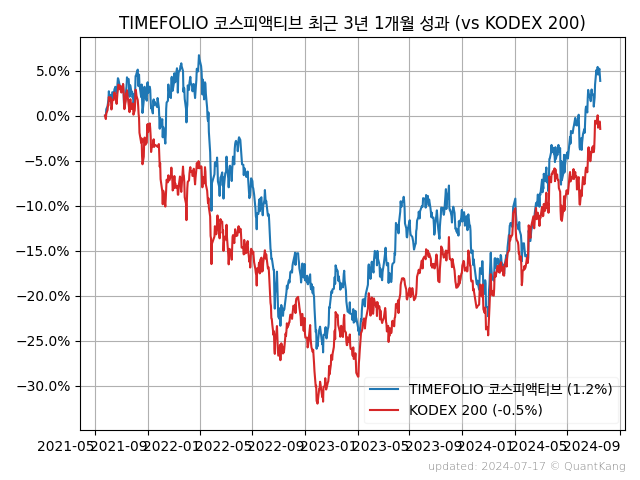 TIMEFOLIO 코스피액티브 최근 3년 1개월 성과 (vs KODEX 200)
5.0%
0.0%
−5.0%
−10.0%
−15.0%
−20.0%
−25.0%
−30.0%
TIMEFOLIO 코스피액티브 (1.2%)
KODEX 200 (-0.5%)
2021-05 2021-09 2022-01 2022-05 2022-09 2023-01 2023-05 2023-09 2024-01 2024-05 2024-09
updated: 2024-07-17 © QuantKang